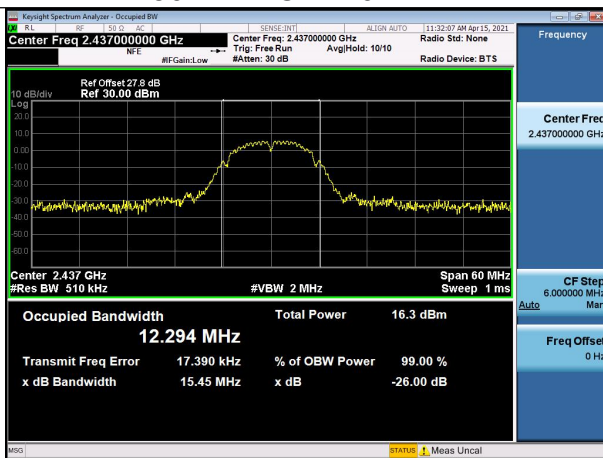 Keysight Spectrum Analyzer - Occupied BW
RL RF 50 Ω AC SENSE:INT ALIGN AUTO 11:32:07 AM Apr 15, 2021
Center Freq 2.437000000 GHz
NFE
#IFGain:Low
Center Freq: 2.437000000 GHz
Trig: Free Run Avg|Hold: 10/10
#Atten: 30 dB
Radio Std: None
Radio Device: BTS
Ref Offset 27.8 dB
10 dB/div Ref 30.00 dBm
Log
20.0
10.0
0.00
-10.0
-20.0
-30.0
-40.0
-50.0
-60.0
Center 2.437 GHz Span 60 MHz
#Res BW 510 kHz #VBW 2 MHz Sweep 1 ms
Occupied Bandwidth Total Power 16.3 dBm
12.294 MHz
Transmit Freq Error 17.390 kHz % of OBW Power 99.00 %
x dB Bandwidth 15.45 MHz x dB -26.00 dB
Frequency
Center Freq
2.437000000 GHz
CF Step
6.000000 MHz
Auto Man
Freq Offset
0 Hz
MSG STATUS Meas Uncal